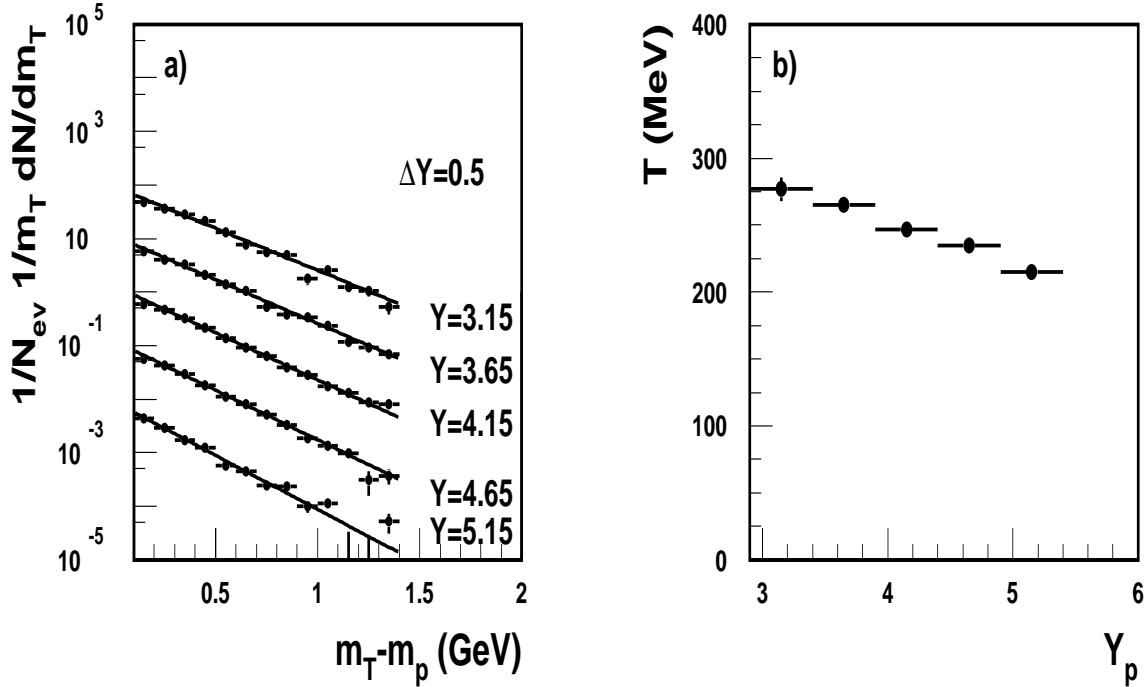 1/N_ev 1/m_T dN/dm_T
10^5
10^3
10
10^-1
10^-3
10^-5
a)
ΔY=0.5
Y=3.15
Y=3.65
Y=4.15
Y=4.65
Y=5.15
0.5 1 1.5 2
m_T-m_p (GeV)
T (MeV)
400
300
200
100
0
b)
3 4 5 6
Y_p